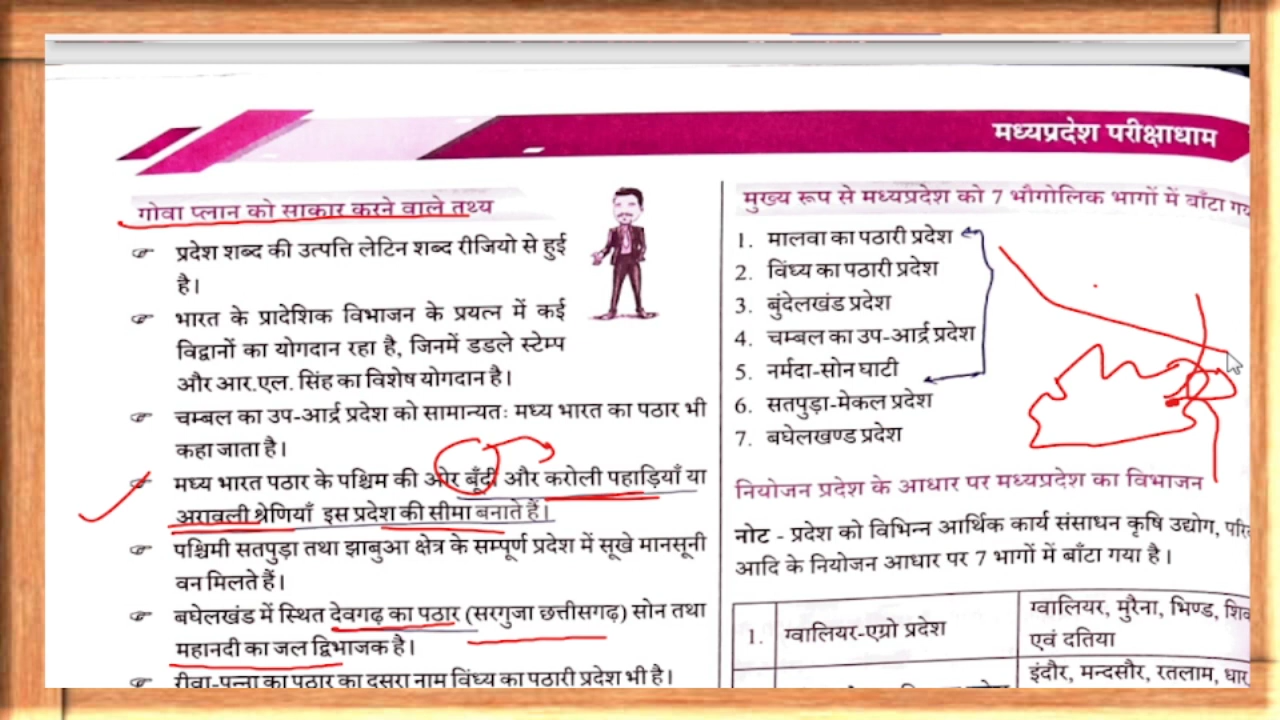 मध्यप्रदेश परीक्षाधाम
गोवा प्लान को साकार करने वाले तथ्य
प्रदेश शब्द की उत्पत्ति लेटिन शब्द रीजियो से हुई
है।
भारत के प्रादेशिक विभाजन के प्रयत्न में कई
विद्वानों का योगदान रहा है, जिनमें डडले स्टेम्प
और आर.एल. सिंह का विशेष योगदान है।
चम्बल का उप-आर्द्र प्रदेश को सामान्यतः मध्य भारत का पठार भी
कहा जाता है।
मध्य भारत पठार के पश्चिम की ओर बूँदी और करोली पहाड़ियाँ या
अरावली श्रेणियाँ इस प्रदेश की सीमा बनाते हैं।
पश्चिमी सतपुड़ा तथा झाबुआ क्षेत्र के सम्पूर्ण प्रदेश में सूखे मानसूनी
वन मिलते हैं।
बघेलखंड में स्थित देवगढ़ का पठार (सरगुजा छत्तीसगढ़) सोन तथा
महानदी का जल द्विभाजक है।
रीवा-पन्ना का पठार का दूसरा नाम विंध्य का पठारी प्रदेश भी है।
मुख्य रूप से मध्यप्रदेश को 7 भौगोलिक भागों में बाँटा
1. मालवा का पठारी प्रदेश
2. विंध्य का पठारी प्रदेश
3. बुंदेलखंड प्रदेश
4. चम्बल का उप-आर्द्र प्रदेश
5. नर्मदा-सोन घाटी
6. सतपुड़ा-मेकल प्रदेश
7. बघेलखण्ड प्रदेश
नियोजन प्रदेश के आधार पर मध्यप्रदेश का विभाजन
नोट - प्रदेश को विभिन्न आर्थिक कार्य संसाधन कृषि उद्योग,
आदि के नियोजन आधार पर 7 भागों में बाँटा गया है।
1. ग्वालियर-एग्रो प्रदेश
ग्वालियर, मुरैना, भिण्ड,
एवं दतिया
इंदौर, मन्दसौर, रतलाम, धार